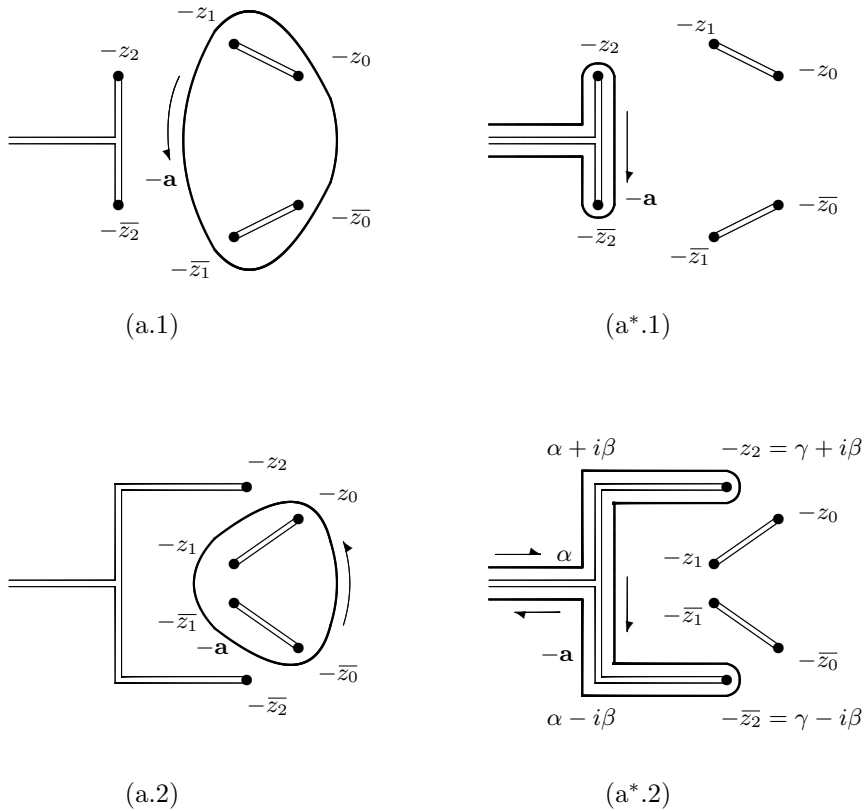 −z₁
−z₂
−z₀
−𝐚
−z̅₂
−z̅₀
−z̅₁
(a.1)
−z₁
−z₂
−z₀
−𝐚
−z̅₀
−z̅₂
−z̅₁
(a*.1)
−z₂
−z₀
−z₁
−z̅₁
−𝐚
−z̅₀
−z̅₂
(a.2)
α + iβ
−z₂ = γ + iβ
−z₀
α
−z₁
−z̅₁
−𝐚
−z̅₀
α − iβ
−z̅₂ = γ − iβ
(a*.2)